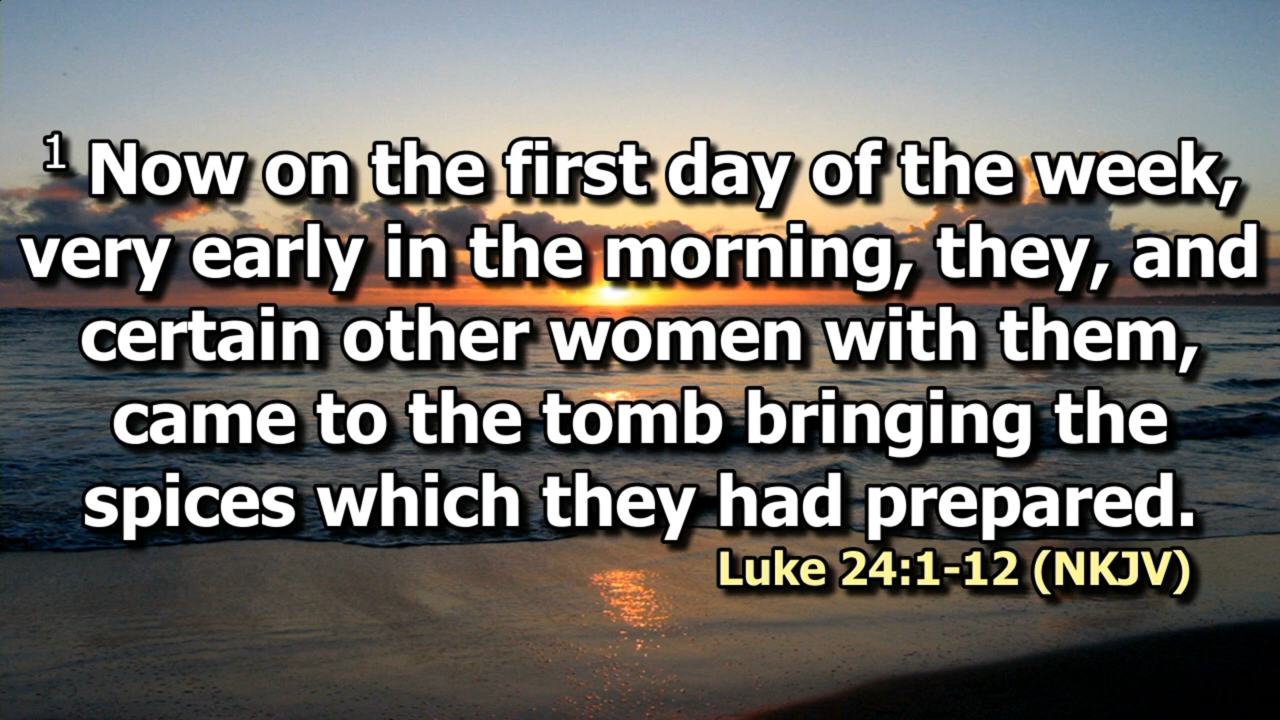 1 Now on the first day of the week,
very early in the morning, they, and
certain other women with them,
came to the tomb bringing the
spices which they had prepared.
Luke 24:1-12 (NKJV)